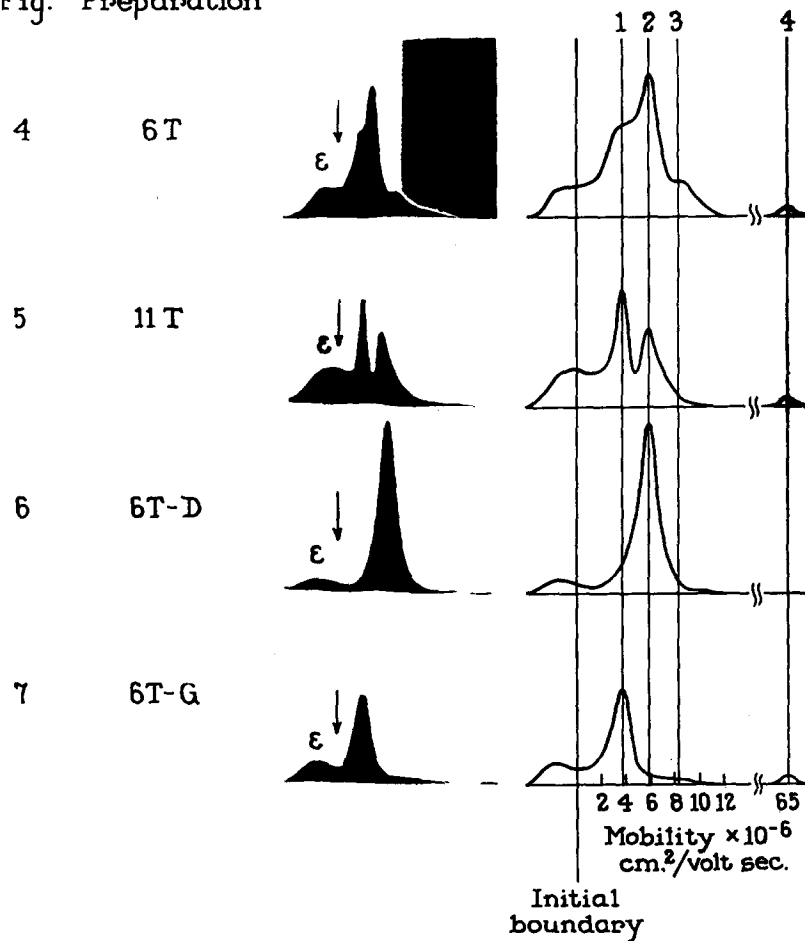 Fig. Preparation
1 2 3 4
4 6T ε
5 11T ε
6 6T-D ε
7 6T-G ε
2 4 6 8 10 12 65
Mobility ×10⁻⁶
cm.²/volt sec.
Initial
boundary